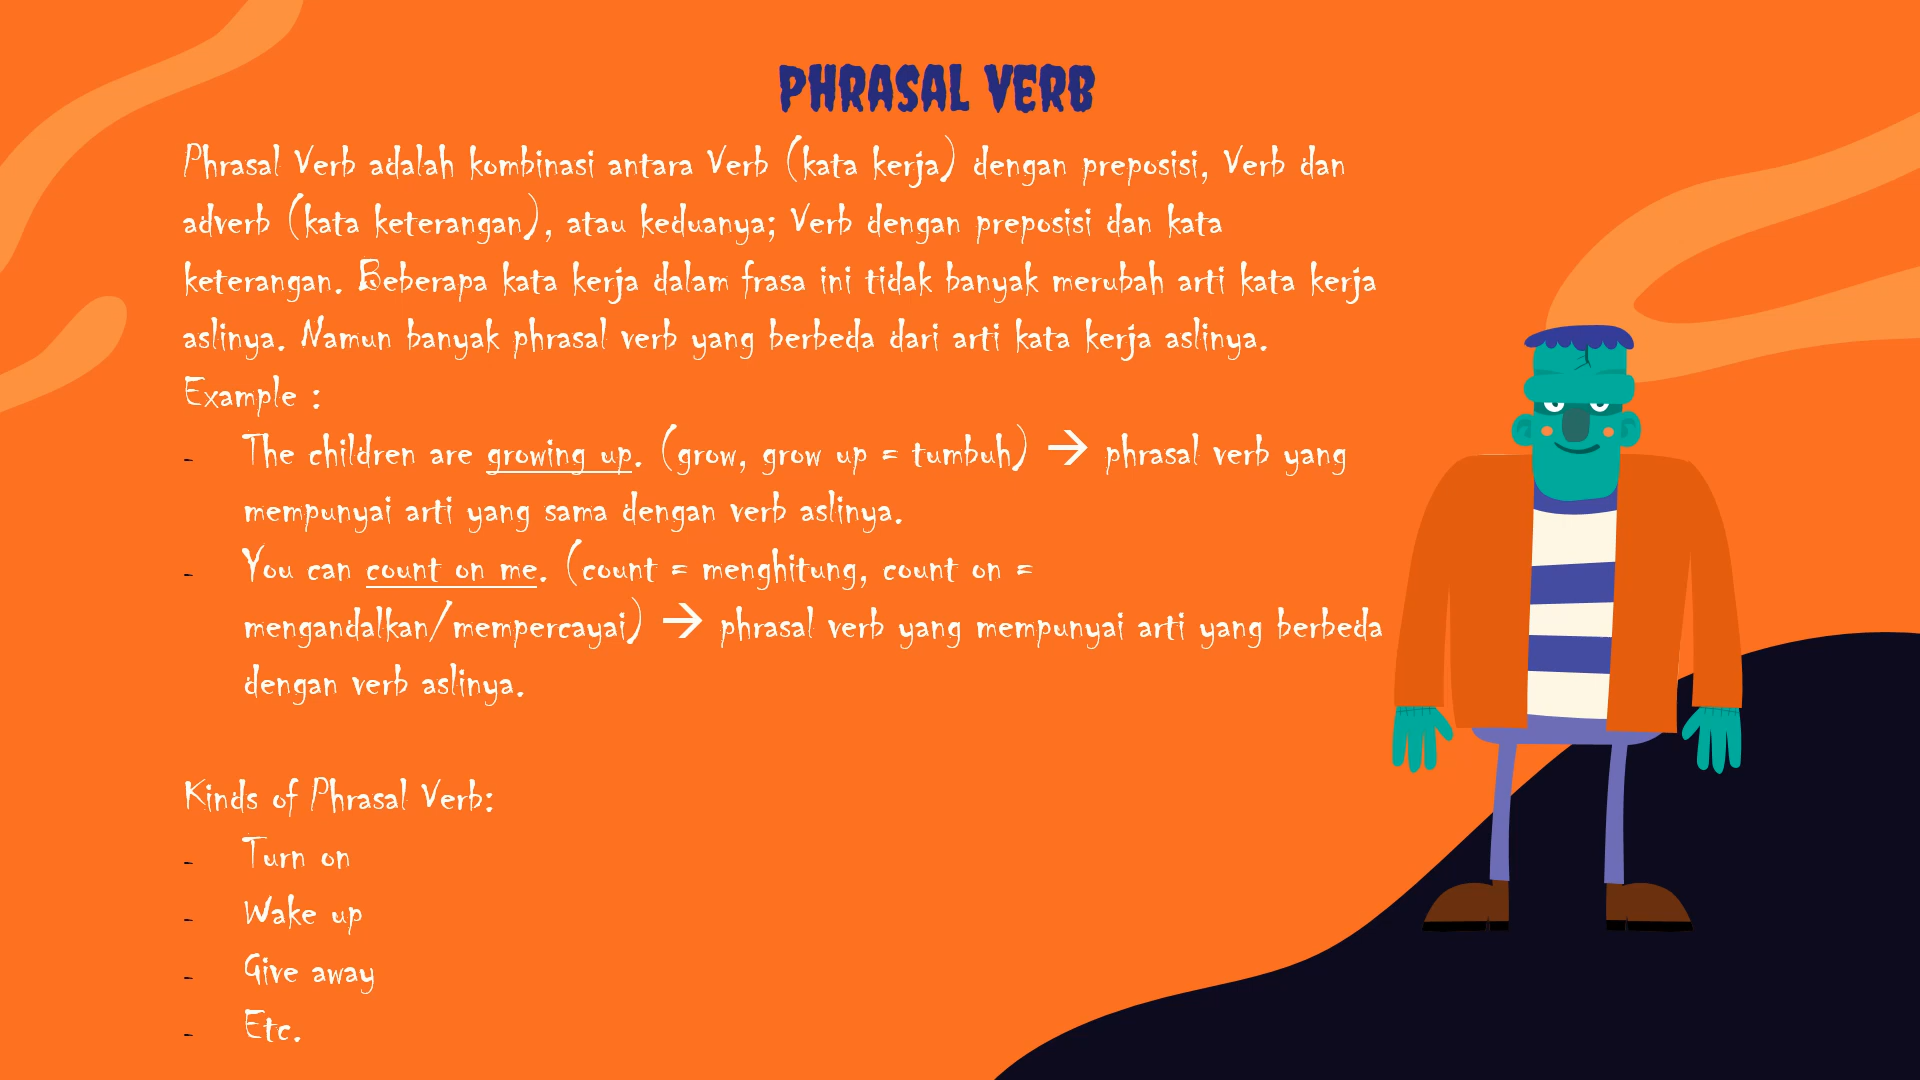 PHRASAL VERB
Phrasal Verb adalah kombinasi antara Verb (kata kerja) dengan preposisi, Verb dan
adverb (kata keterangan), atau keduanya; Verb dengan preposisi dan kata
keterangan. Beberapa kata kerja dalam frasa ini tidak banyak merubah arti kata kerja
aslinya. Namun banyak phrasal verb yang berbeda dari arti kata kerja aslinya.
Example :
- The children are growing up. (grow, grow up = tumbuh) → phrasal verb yang
mempunyai arti yang sama dengan verb aslinya.
- You can count on me. (count = menghitung, count on =
mengandalkan/mempercayai) → phrasal verb yang mempunyai arti yang berbeda
dengan verb aslinya.
Kinds of Phrasal Verb:
- Turn on
- Wake up
- Give away
- Etc.